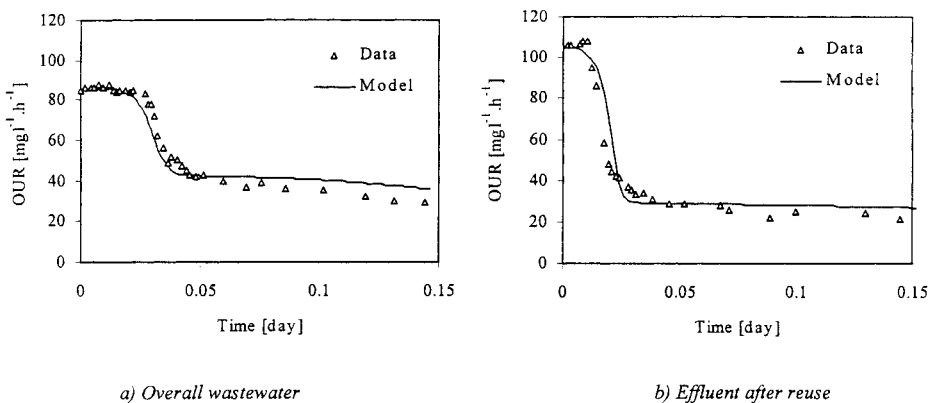 120
100
80
60
40
20
0
OUR [mgl⁻¹.h⁻¹]
Data
Model
0 0.05 0.1 0.15
Time [day]
a) Overall wastewater
120
100
80
60
40
20
0
OUR [mgl⁻¹.h⁻¹]
Data
Model
0 0.05 0.1 0.15
Time [day]
b) Effluent after reuse